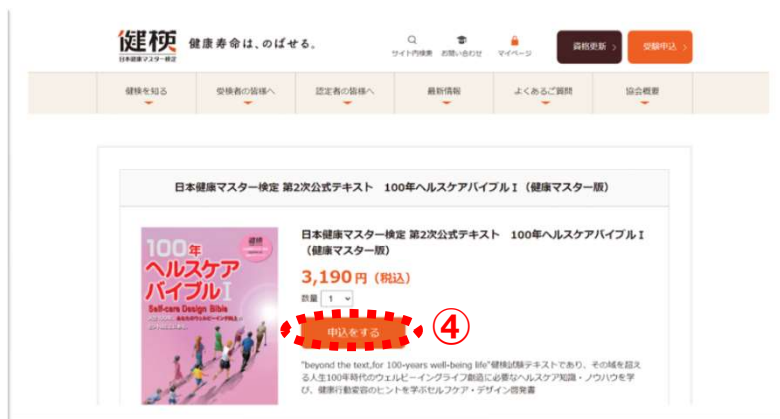 健検
日本健康マスター検定
健康寿命は、のばせる。
サイト内検索 お問い合わせ マイページ
資格更新 >
受験申込 >
健検を知る 受検者の皆様へ 認定者の皆様へ 最新情報 よくあるご質問 協会概要
日本健康マスター検定 第2次公式テキスト 100年ヘルスケアバイブルⅠ(健康マスター版)
100年
ヘルスケア
バイブルⅠ
Self-care Design Bible
健検
日本健康マスター検定 第2次公式テキスト 100年ヘルスケアバイブルⅠ
(健康マスター版)
3,190円(税込)
数量 1
申込をする
④
"beyond the text,for 100-years well-being life"健検試験テキストであり、その域を超え
る人生100年時代のウェルビーイングライフ創造に必要なヘルスケア知識・ノウハウを学
び、健康行動変容のヒントを学ぶセルフケア・デザイン啓発書